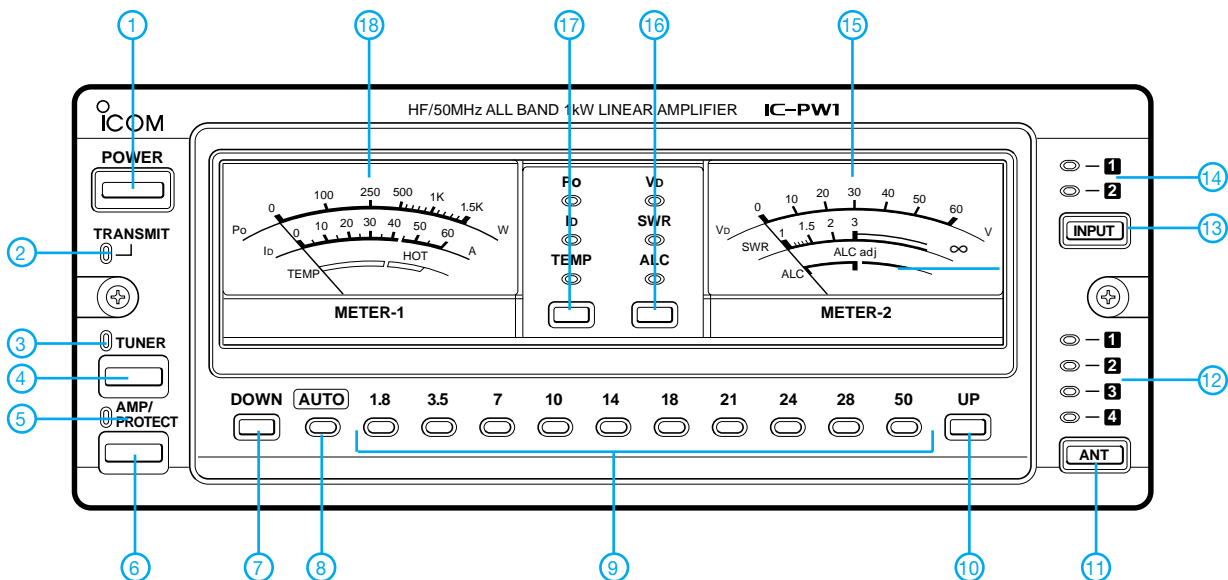 1
18
17
16
15
iCOM
HF/50MHz ALL BAND 1kW LINEAR AMPLIFIER IC-PW1
POWER
TRANSMIT
2
3
TUNER
4
5
AMP/
PROTECT
6
0 100 250 500 1K 1.5K
Po W
0 10 20 30 40 50 60
ID A
TEMP HOT
METER-1
Po VD
ID SWR
TEMP ALC
0 10 20 30 40 50 60
VD V
1 1.5 2 3 ∞
SWR
ALC adj
ALC
METER-2
1
2
14
INPUT
13
1
2
3
4
12
ANT
11
DOWN AUTO 1.8 3.5 7 10 14 18 21 24 28 50 UP
7
8
9
10